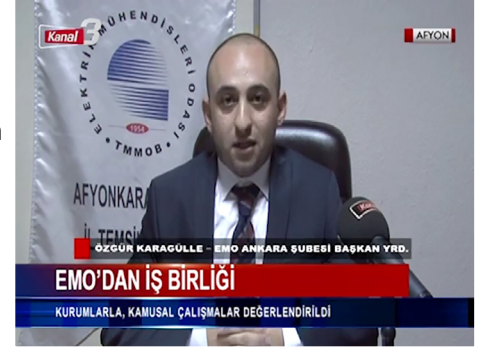 Kanal 3
AFYON
ELEKTRİK MÜHENDİSLERİ ODASI
1954
TMMOB
AFYONKARA
İL TEMSİ
ÖZGÜR KARAGÜLLE – EMO ANKARA ŞUBESİ BAŞKAN YRD.
EMO'DAN İŞ BİRLİĞİ
KURUMLARLA, KAMUSAL ÇALIŞMALAR DEĞERLENDİRİLDİ